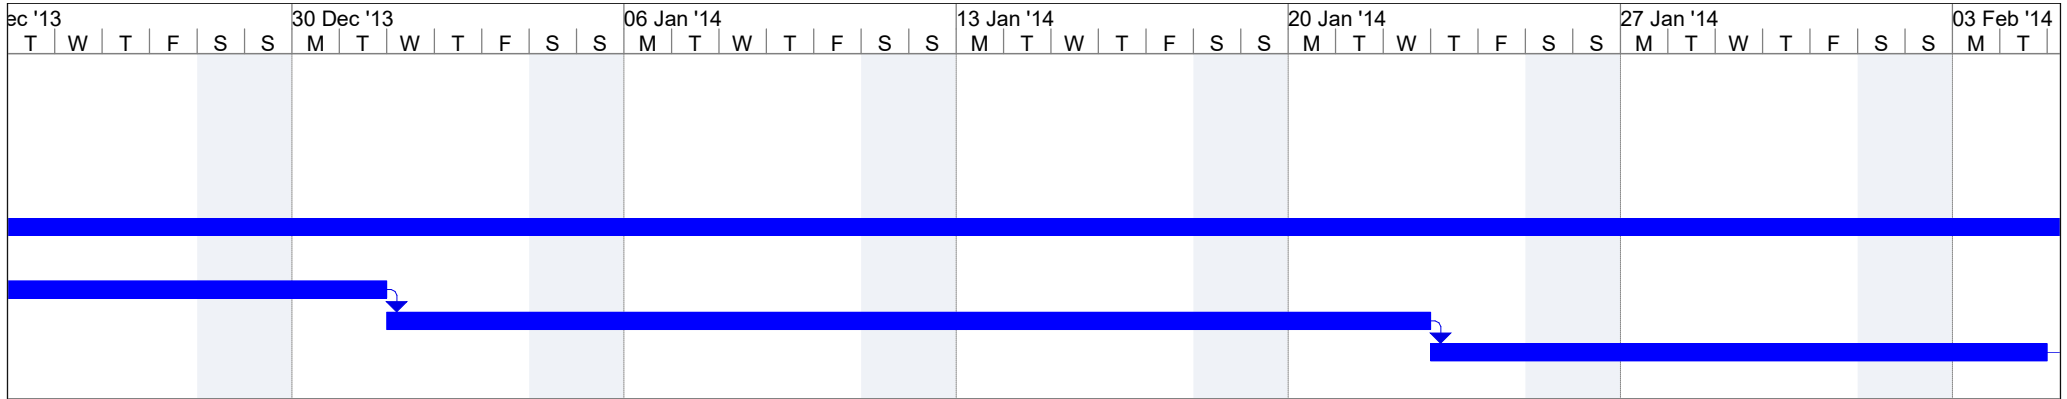 ec '13 30 Dec '13 06 Jan '14 13 Jan '14 20 Jan '14 27 Jan '14 03 Feb '14
T W T F S S M T W T F S S M T W T F S S M T W T F S S M T W T F S S M T W T F S S M T